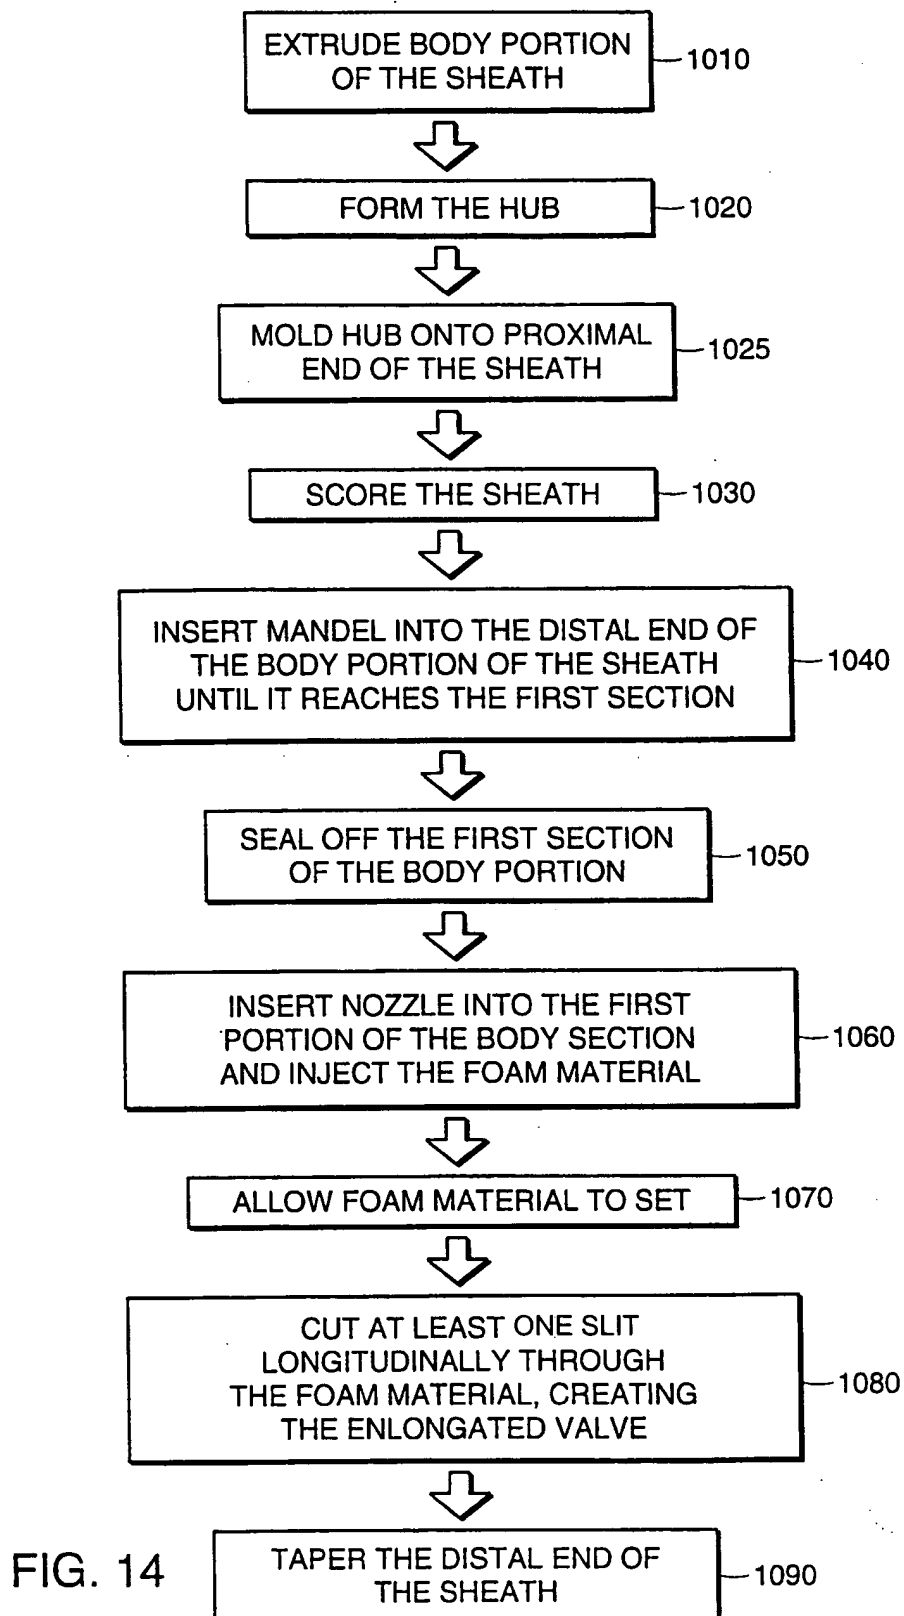 EXTRUDE BODY PORTION
OF THE SHEATH
1010
FORM THE HUB
1020
MOLD HUB ONTO PROXIMAL
END OF THE SHEATH
1025
SCORE THE SHEATH
1030
INSERT MANDEL INTO THE DISTAL END OF
THE BODY PORTION OF THE SHEATH
UNTIL IT REACHES THE FIRST SECTION
1040
SEAL OFF THE FIRST SECTION
OF THE BODY PORTION
1050
INSERT NOZZLE INTO THE FIRST
PORTION OF THE BODY SECTION
AND INJECT THE FOAM MATERIAL
1060
ALLOW FOAM MATERIAL TO SET
1070
CUT AT LEAST ONE SLIT
LONGITUDINALLY THROUGH
THE FOAM MATERIAL, CREATING
THE ENLONGATED VALVE
1080
TAPER THE DISTAL END OF
THE SHEATH
1090
FIG. 14